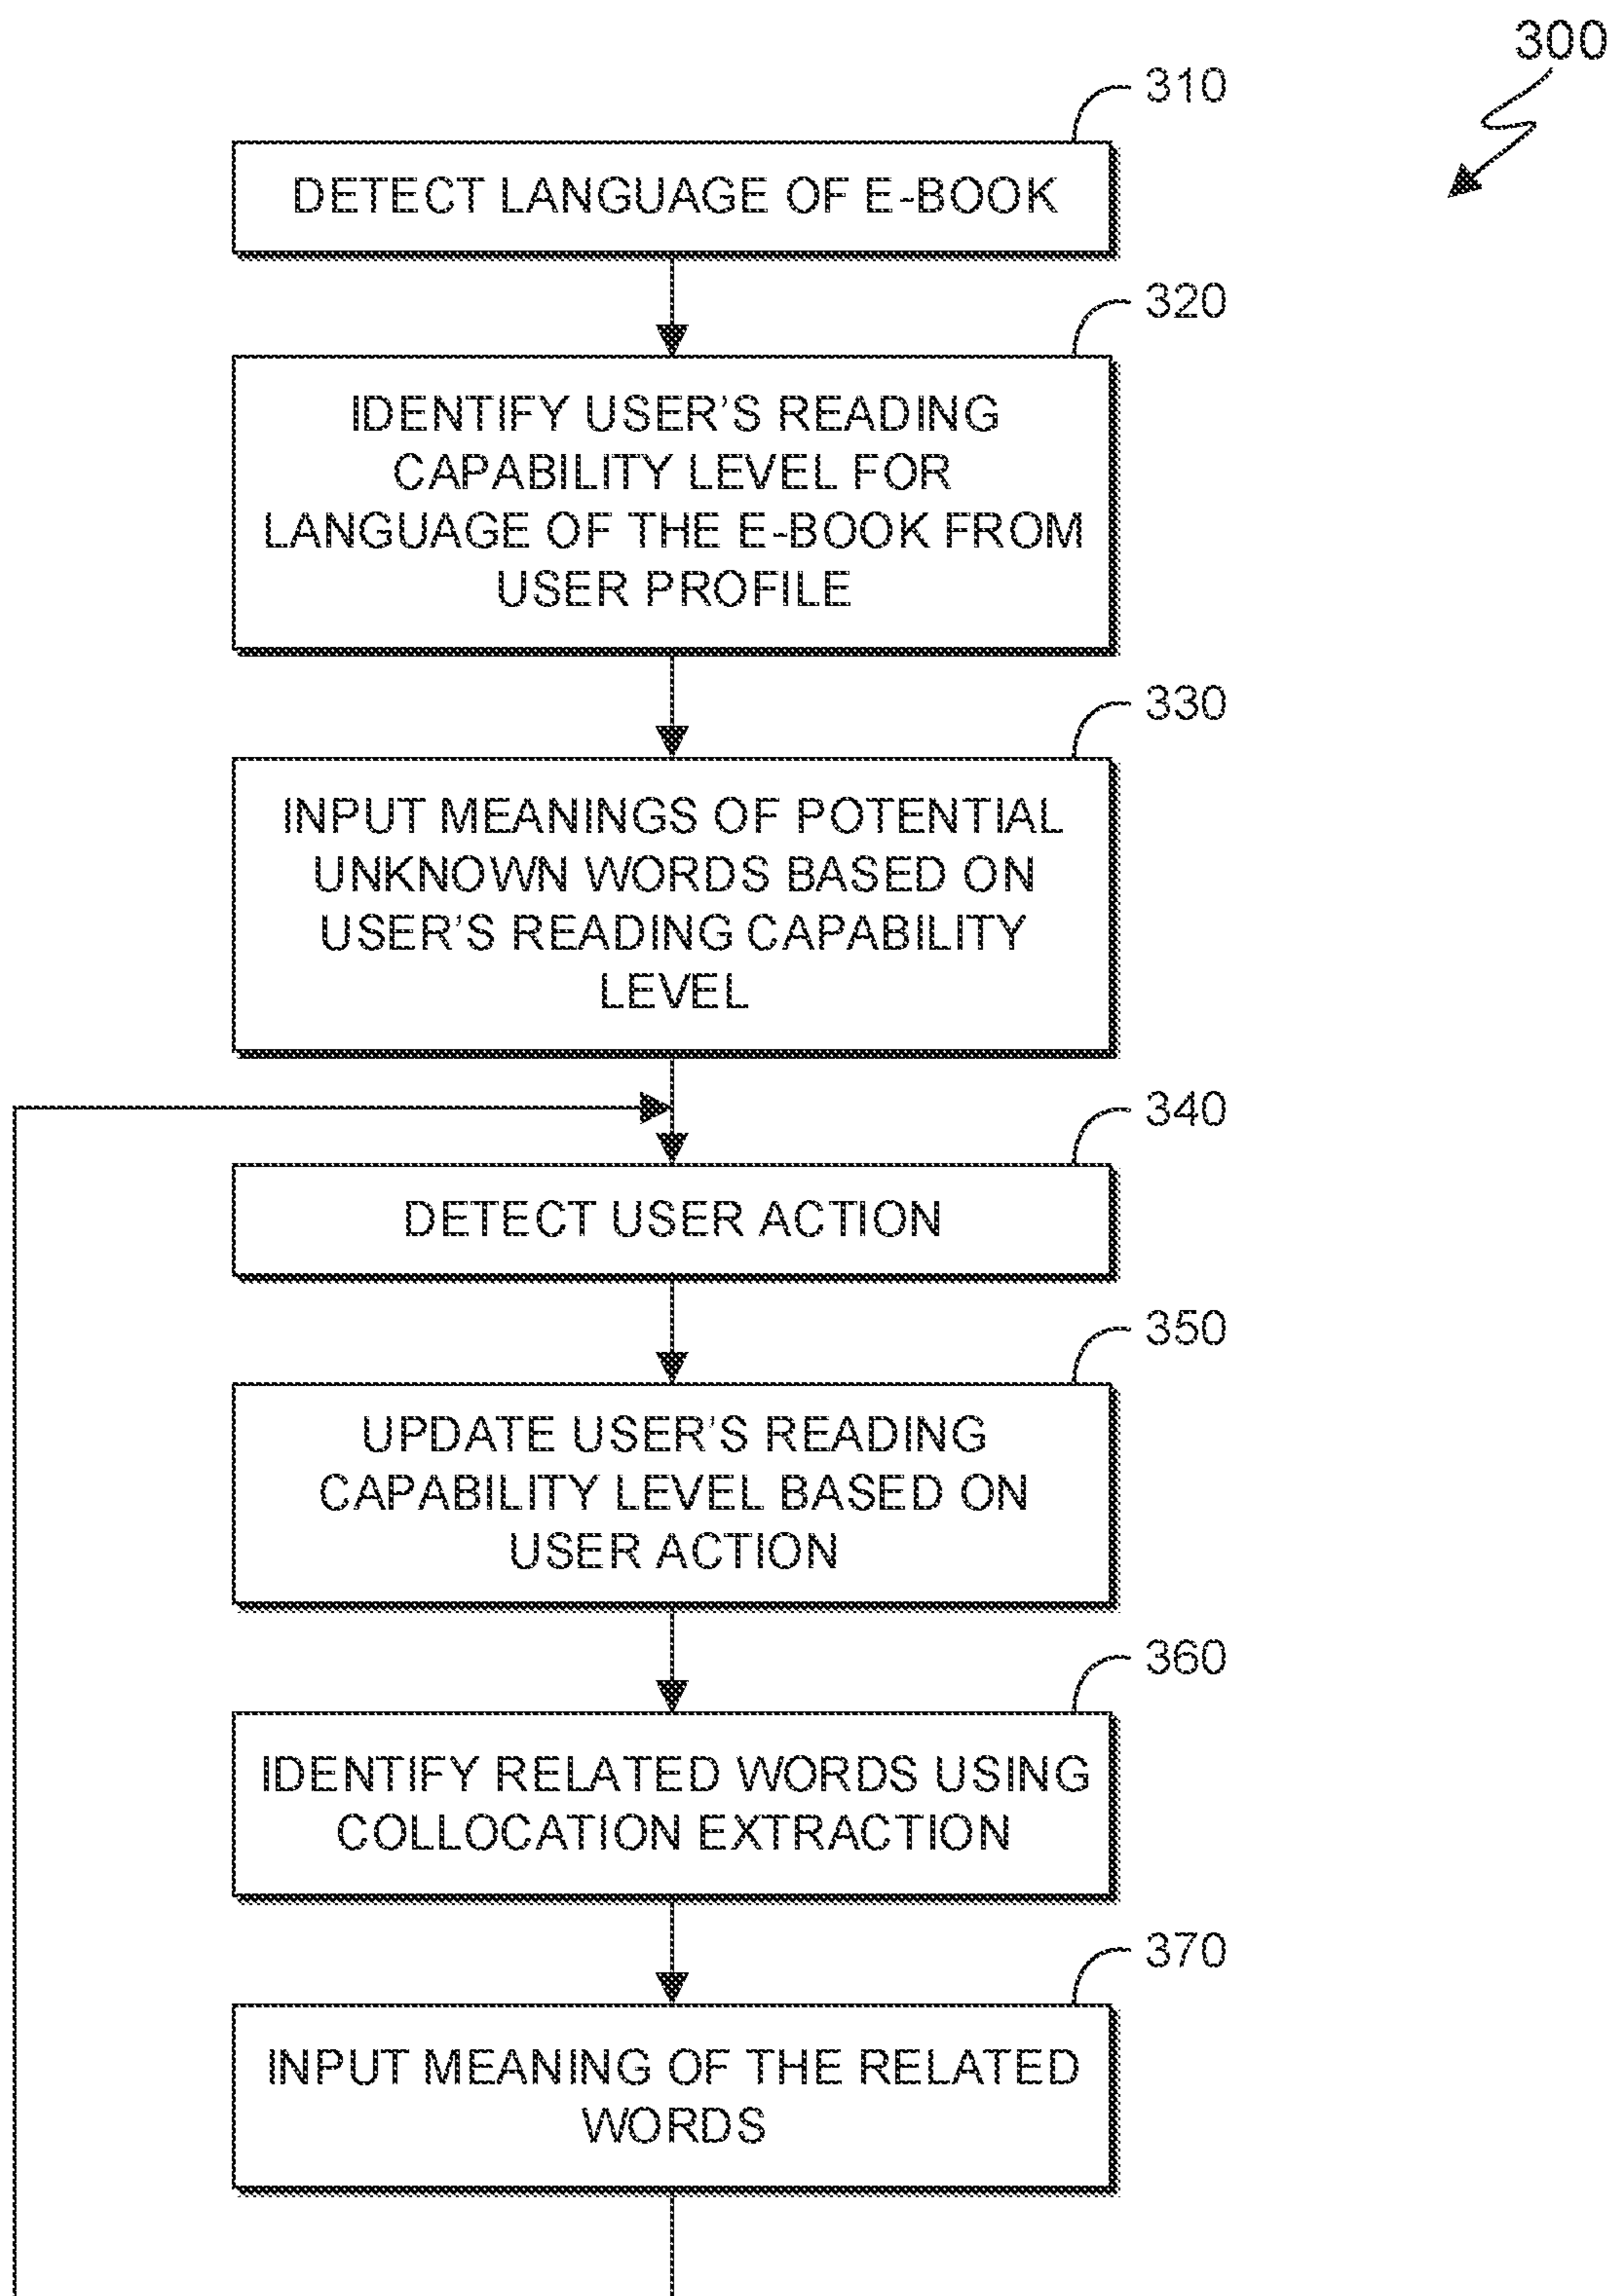 300
310
DETECT LANGUAGE OF E-BOOK
320
IDENTIFY USER'S READING
CAPABILITY LEVEL FOR
LANGUAGE OF THE E-BOOK FROM
USER PROFILE
330
INPUT MEANINGS OF POTENTIAL
UNKNOWN WORDS BASED ON
USER'S READING CAPABILITY
LEVEL
340
DETECT USER ACTION
350
UPDATE USER'S READING
CAPABILITY LEVEL BASED ON
USER ACTION
360
IDENTIFY RELATED WORDS USING
COLLOCATION EXTRACTION
370
INPUT MEANING OF THE RELATED
WORDS